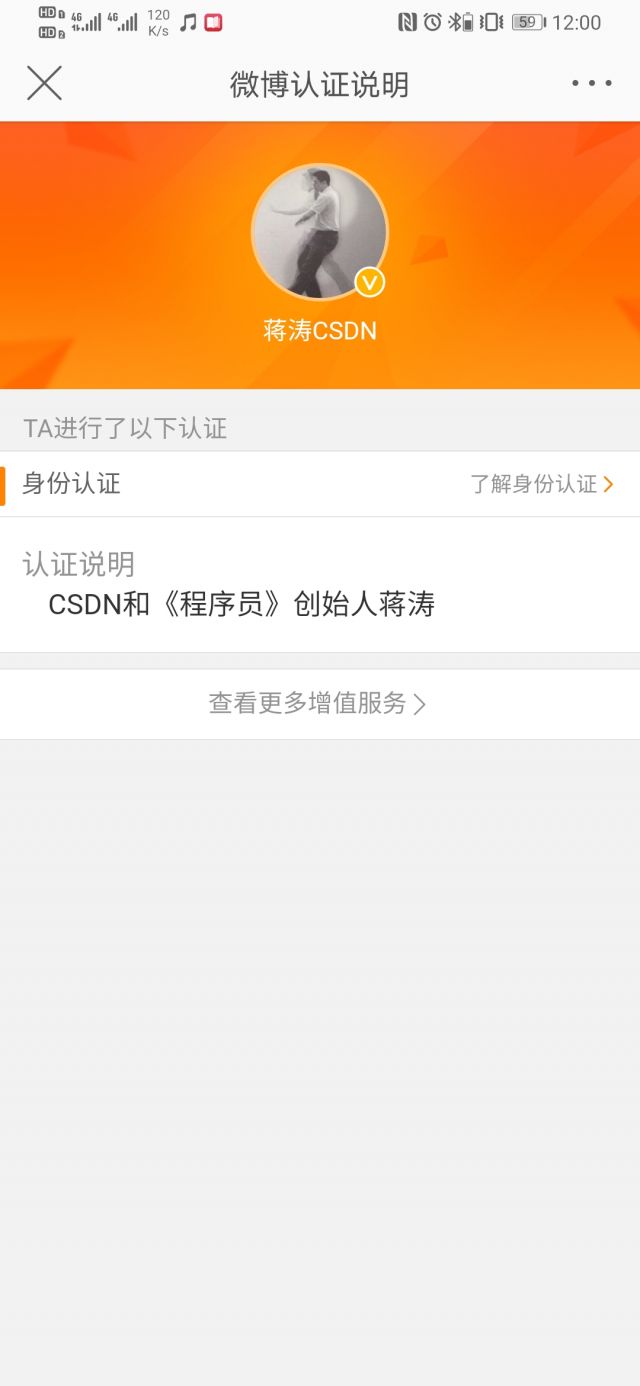 HD 1 4G 4G 120 59 12:00
HD 2 K/s
微博认证说明
V
蒋涛CSDN
TA进行了以下认证
身份认证 了解身份认证
认证说明
CSDN和《程序员》创始人蒋涛
查看更多增值服务